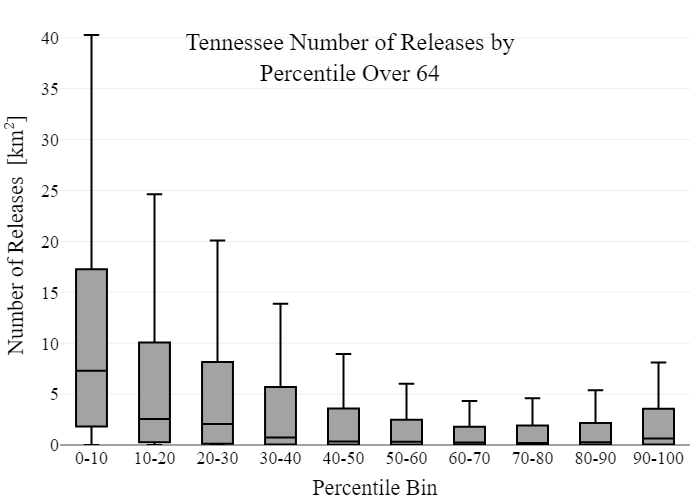 Tennessee Number of Releases by
Percentile Over 64
Number of Releases [km²]
40
35
30
25
20
15
10
5
0
0-10 10-20 20-30 30-40 40-50 50-60 60-70 70-80 80-90 90-100
Percentile Bin